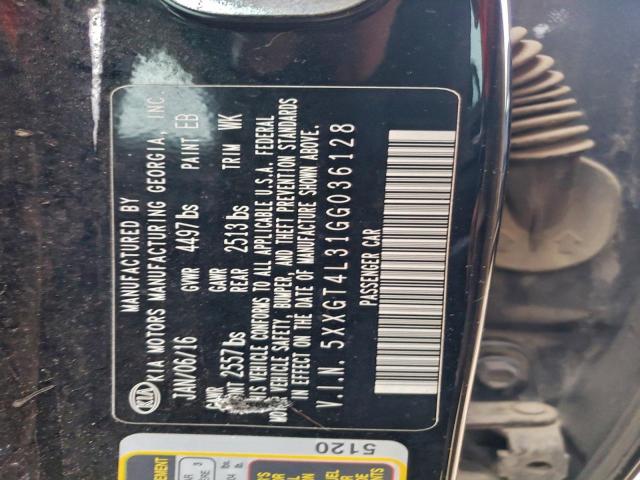 KIA
MANUFACTURED BY
KIA MOTORS MANUFACTURING GEORGIA, INC.
JAN/06/16 GVWR 4497lbs PAINT EB
GAWR FRONT 2557lbs GAWR REAR 2513lbs TRIM WK
THIS VEHICLE CONFORMS TO ALL APPLICABLE U.S.A. FEDERAL
MOTOR VEHICLE SAFETY, BUMPER, AND THEFT PREVENTION STANDARDS
IN EFFECT ON THE DATE OF MANUFACTURE SHOWN ABOVE.
V.I.N. 5XXGT4L31GG036128
PASSENGER CAR
5120